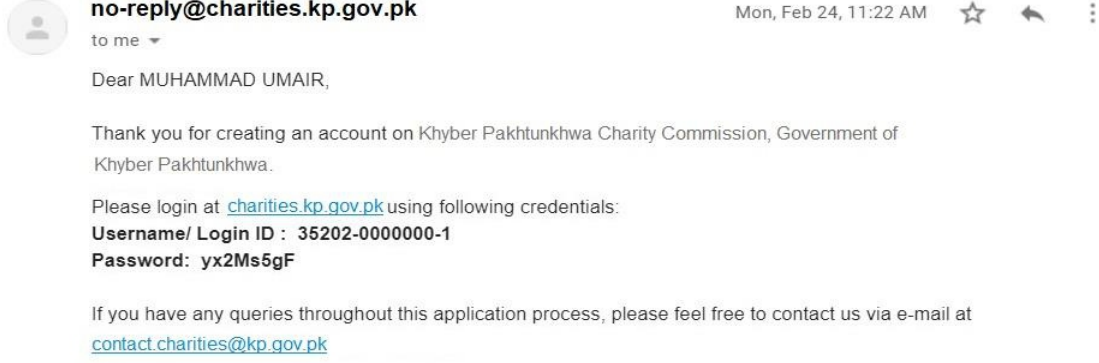 no-reply@charities.kp.gov.pk Mon, Feb 24, 11:22 AM
to me
Dear MUHAMMAD UMAIR,
Thank you for creating an account on Khyber Pakhtunkhwa Charity Commission, Government of
Khyber Pakhtunkhwa.
Please login at charities.kp.gov.pk using following credentials:
Username/ Login ID : 35202-0000000-1
Password: yx2Ms5gF
If you have any queries throughout this application process, please feel free to contact us via e-mail at
contact.charities@kp.gov.pk